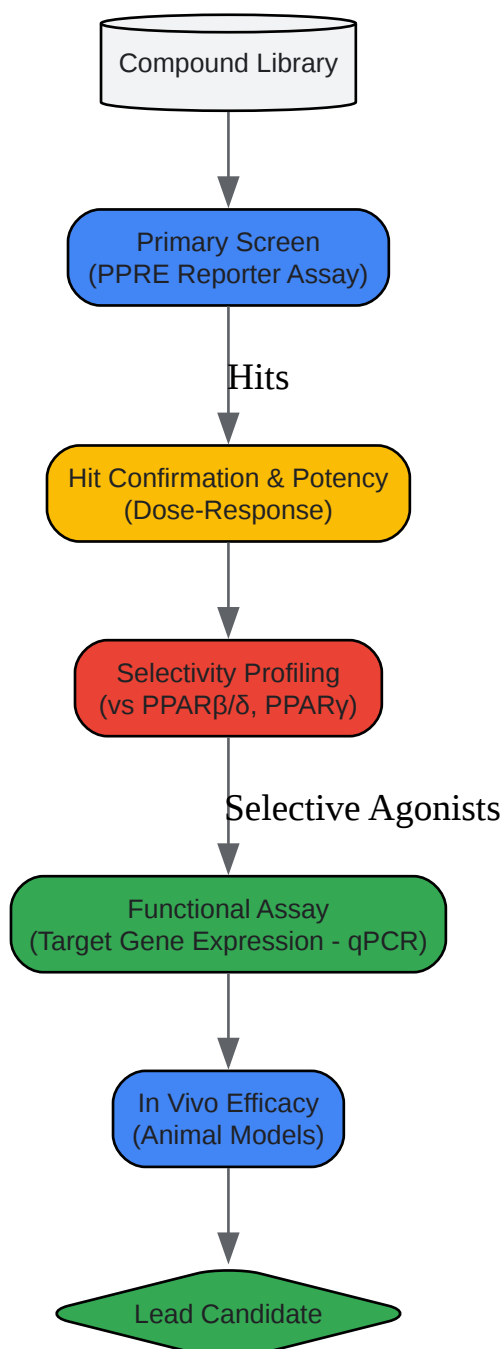 Compound Library
Primary Screen
(PPRE Reporter Assay)
Hits
Hit Confirmation & Potency
(Dose-Response)
Selectivity Profiling
(vs PPARβ/δ, PPARγ)
Selective Agonists
Functional Assay
(Target Gene Expression - qPCR)
In Vivo Efficacy
(Animal Models)
Lead Candidate